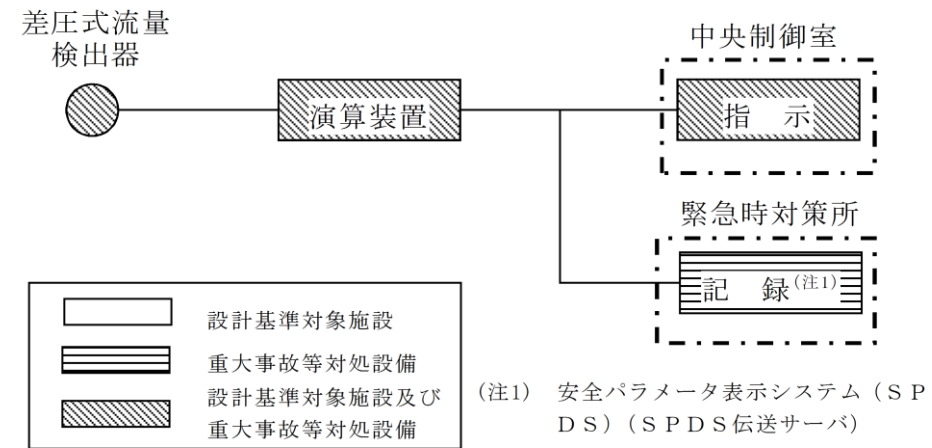 差圧式流量
検出器
演算装置
中央制御室
指　示
緊急時対策所
記　録(注1)
設計基準対象施設
重大事故等対処設備
設計基準対象施設及び
重大事故等対処設備
(注1)　安全パラメータ表示システム（ＳＰ
ＤＳ）（ＳＰＤＳ伝送サーバ）